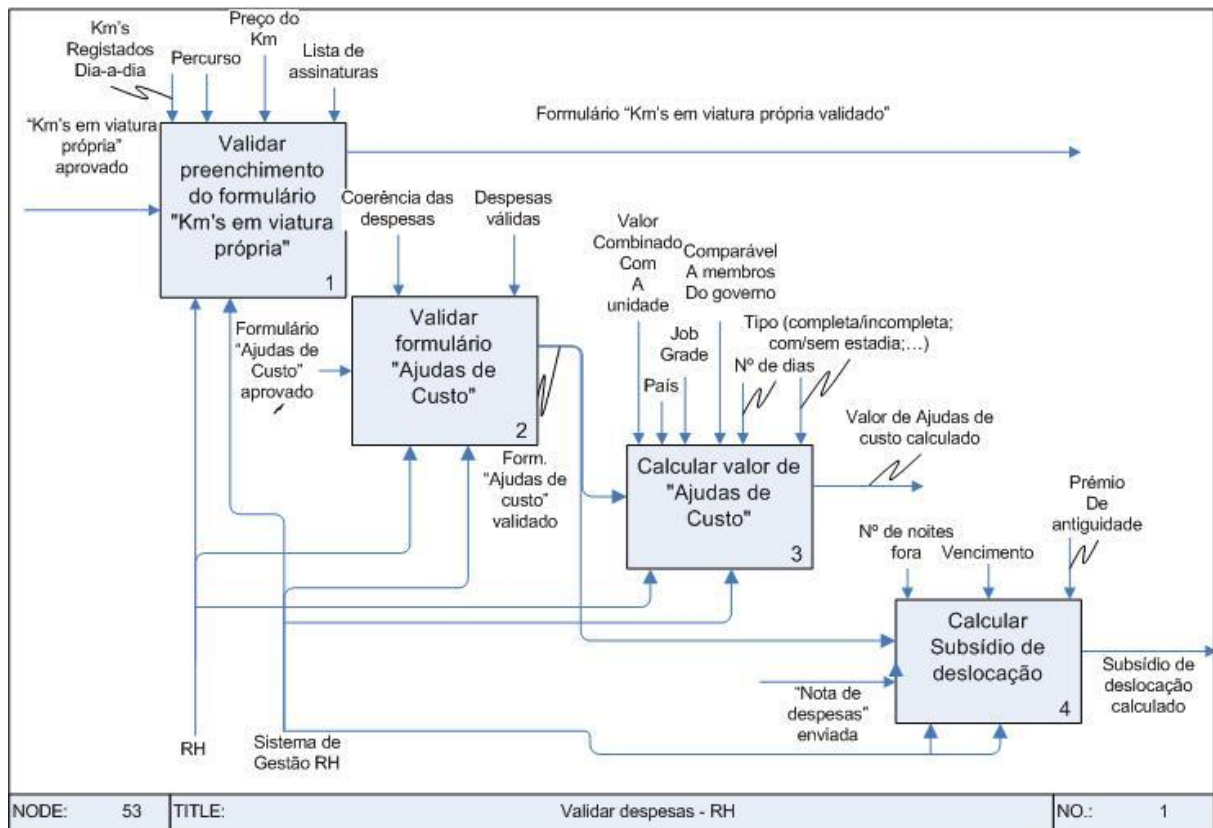 Km's
Registados
Dia-a-dia
Percurso
Preço do
Km
Lista de
assinaturas
"Km's em viatura
própria"
aprovado
Validar
preenchimento
do formulário
"Km's em viatura
própria"
1
Formulário "Km's em viatura própria validado"
Coerência das
despesas
Despesas
válidas
Formulário
"Ajudas de
Custo"
aprovado
Validar
formulário
"Ajudas de
Custo"
2
Form.
"Ajudas de
custo"
validado
Valor
Combinado
Com
A
unidade
País
Job
Grade
Comparável
A membros
Do governo
Nº de dias
Tipo (completa/incompleta;
com/sem estadia;...)
Calcular valor de
"Ajudas de
Custo"
3
Valor de Ajudas de
custo calculado
Nº de noites
fora
Vencimento
Prémio
De
antiguidade
Calcular
Subsídio de
deslocação
4
"Nota de
despesas"
enviada
Subsídio de
deslocação
calculado
RH
Sistema de
Gestão RH
NODE: 53 TITLE: Validar despesas - RH NO.: 1